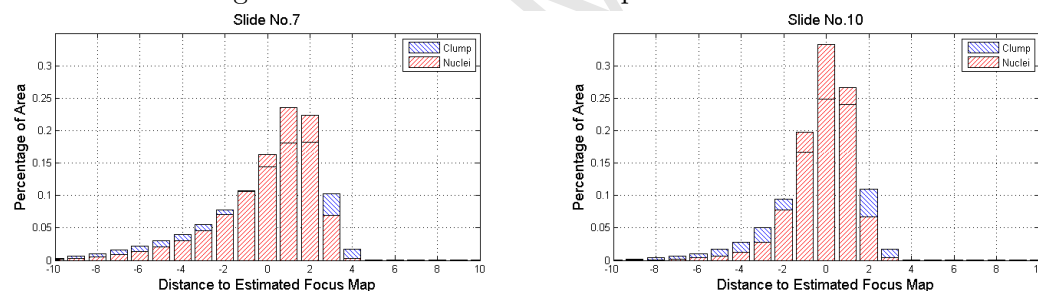 Slide No.7
Clump
Nuclei
Percentage of Area
0.3
0.25
0.2
0.15
0.1
0.05
0
-10 -8 -6 -4 -2 0 2 4 6 8 10
Distance to Estimated Focus Map
Slide No.10
Clump
Nuclei
Percentage of Area
0.3
0.25
0.2
0.15
0.1
0.05
0
-10 -8 -6 -4 -2 0 2 4 6 8 10
Distance to Estimated Focus Map